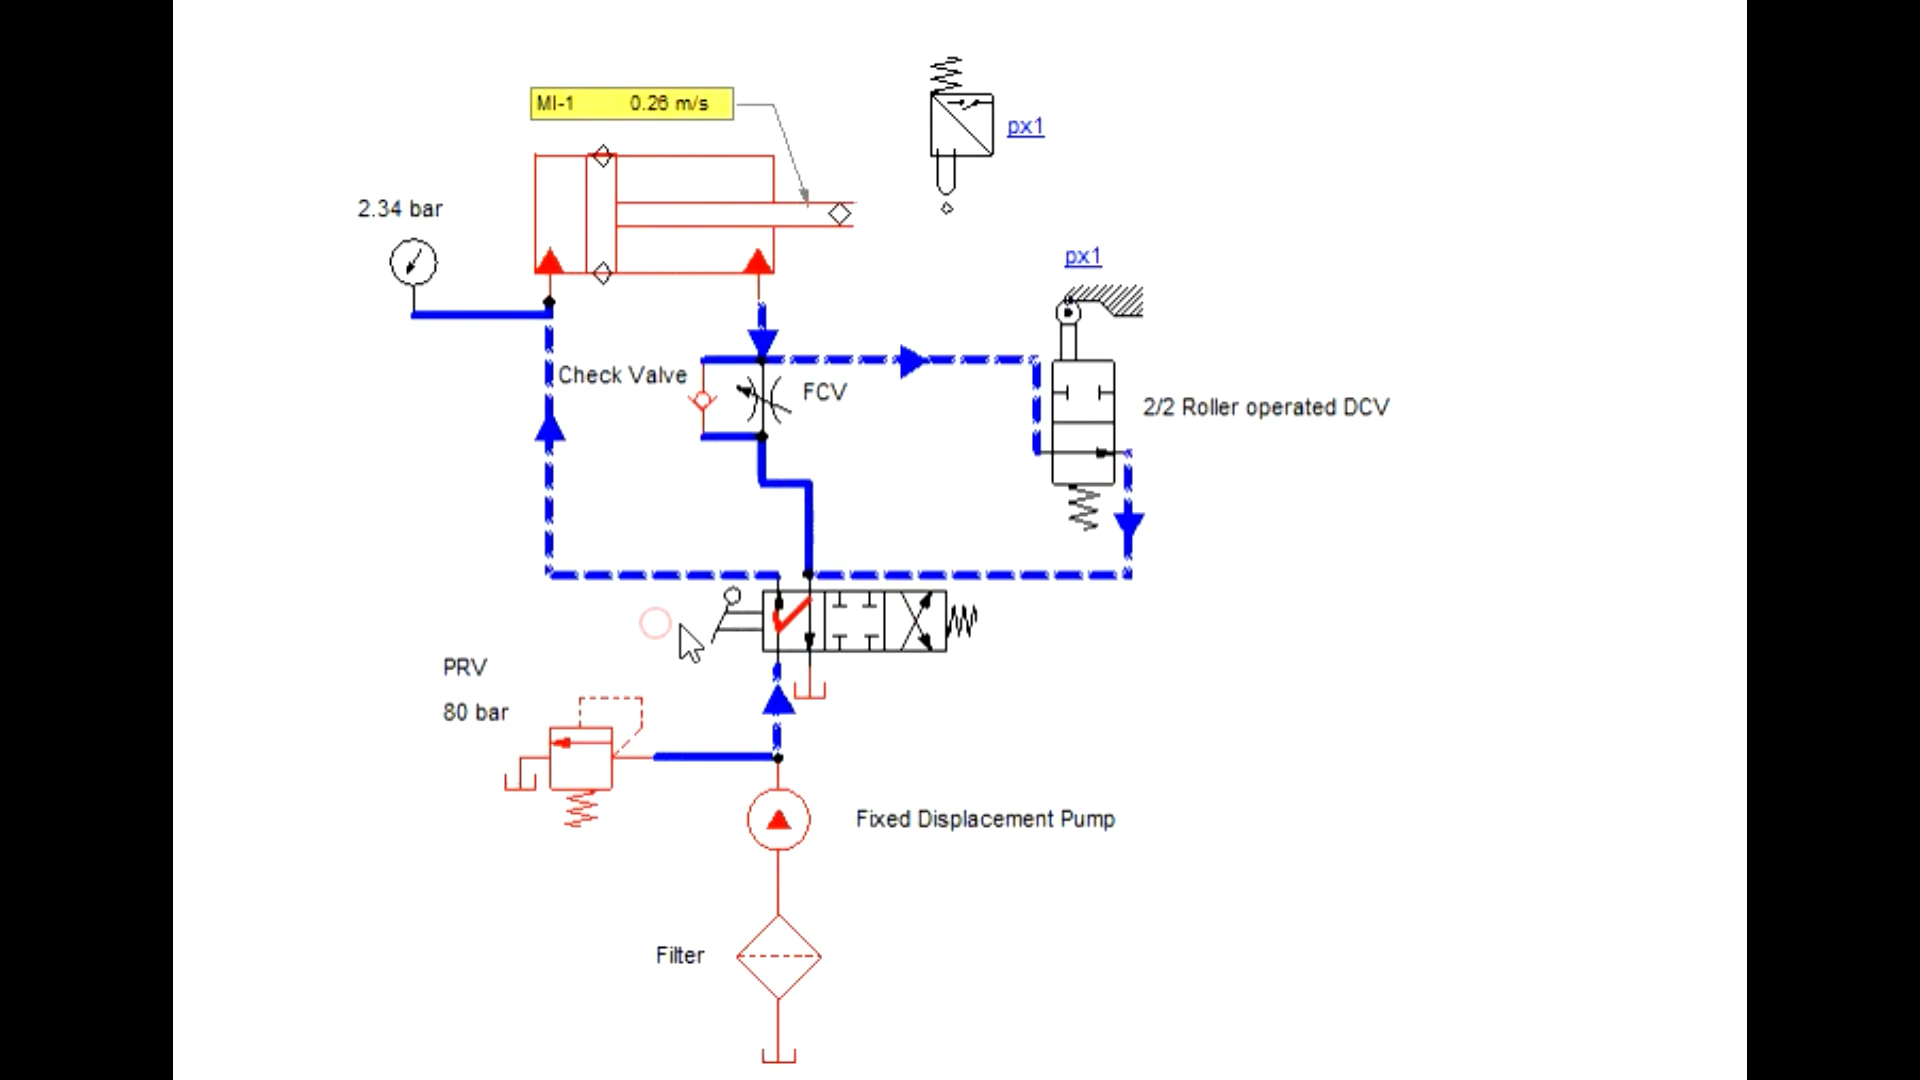 MI-1 0.26 m/s
px1
2.34 bar
px1
Check Valve
FCV
2/2 Roller operated DCV
PRV
80 bar
Fixed Displacement Pump
Filter